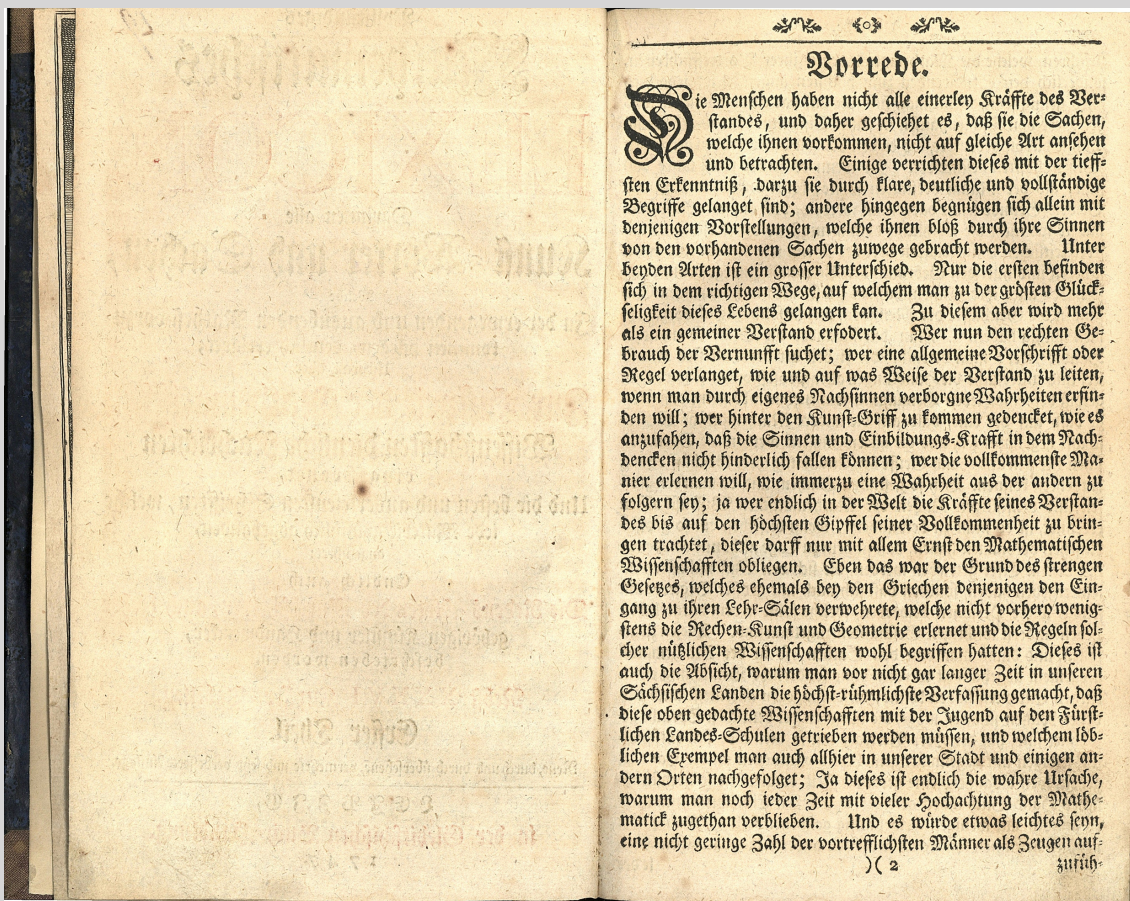 Vorrede.
Die Menschen haben nicht alle einerley Kräffte des Ver-
standes, und daher geschiehet es, daß sie die Sachen,
welche ihnen vorkommen, nicht auf gleiche Art ansehen
und betrachten. Einige verrichten dieses mit der tieff-
sten Erkenntniß, darzu sie durch klare, deutliche und vollständige
Begriffe gelanget sind; andere hingegen begnügen sich allein mit
denjenigen Vorstellungen, welche ihnen bloß durch ihre Sinnen
von den vorhandenen Sachen zuwege gebracht werden. Unter
beyden Arten ist ein grosser Unterschied. Nur die ersten befinden
sich in dem richtigen Wege, auf welchem man zu der grösten Glück-
seligkeit dieses Lebens gelangen kan. Zu diesem aber wird mehr
als ein gemeiner Verstand erfodert. Wer nun den rechten Ge-
brauch der Vernunfft suchet; wer eine allgemeine Vorschrifft oder
Regel verlanget, wie und auf was Weise der Verstand zu leiten,
wenn man durch eigenes Nachsinnen verborgne Wahrheiten erfin-
den will; wer hinter den Kunst-Griff zu kommen gedencket, wie es
anzufahen, daß die Sinnen und Einbildungs-Krafft in dem Nach-
dencken nicht hinderlich fallen können; wer die vollkommenste Ma-
nier erlernen will, wie immerzu eine Wahrheit aus der andern zu
folgern sey; ja wer endlich in der Welt die Kräffte seines Verstan-
des bis auf den höchsten Gipffel seiner Vollkommenheit zu brin-
gen trachtet, dieser darff nur mit allem Ernst den Mathematischen
Wissenschafften obliegen. Eben das war der Grund des strengen
Gesetzes, welches ehemals bey den Griechen denjenigen den Ein-
gang zu ihren Lehr-Sälen verwehrete, welche nicht vorhero wenig-
stens die Rechen-Kunst und Geometrie erlernet und die Regeln sol-
cher nützlichen Wissenschafften wohl begriffen hatten: Dieses ist
auch die Absicht, warum man vor nicht gar langer Zeit in unseren
Sächsischen Landen die höchst-rühmlichste Verfassung gemacht, daß
diese oben gedachte Wissenschafften mit der Jugend auf den Fürst-
lichen Landes-Schulen getrieben werden müssen, und welchem löb-
lichen Exempel man auch allhier in unserer Stadt und einigen an-
dern Orten nachgefolget; Ja dieses ist endlich die wahre Ursache,
warum man noch ieder Zeit mit vieler Hochachtung der Mathe-
matick zugethan verblieben. Und es würde etwas leichtes seyn,
eine nicht geringe Zahl der vortrefflichsten Männer als Zeugen auf-
)( 2 zufüh-